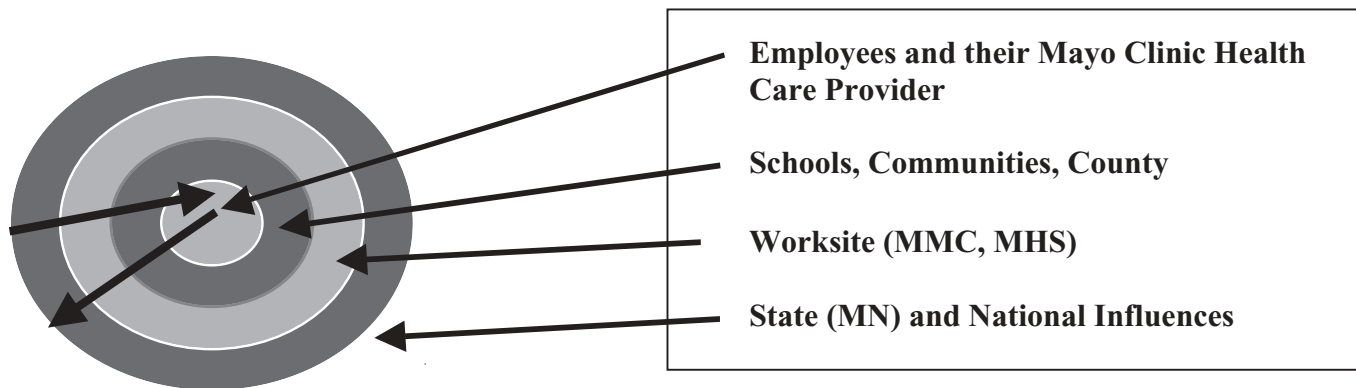 Employees and their Mayo Clinic Health
Care Provider
Schools, Communities, County
Worksite (MMC, MHS)
State (MN) and National Influences